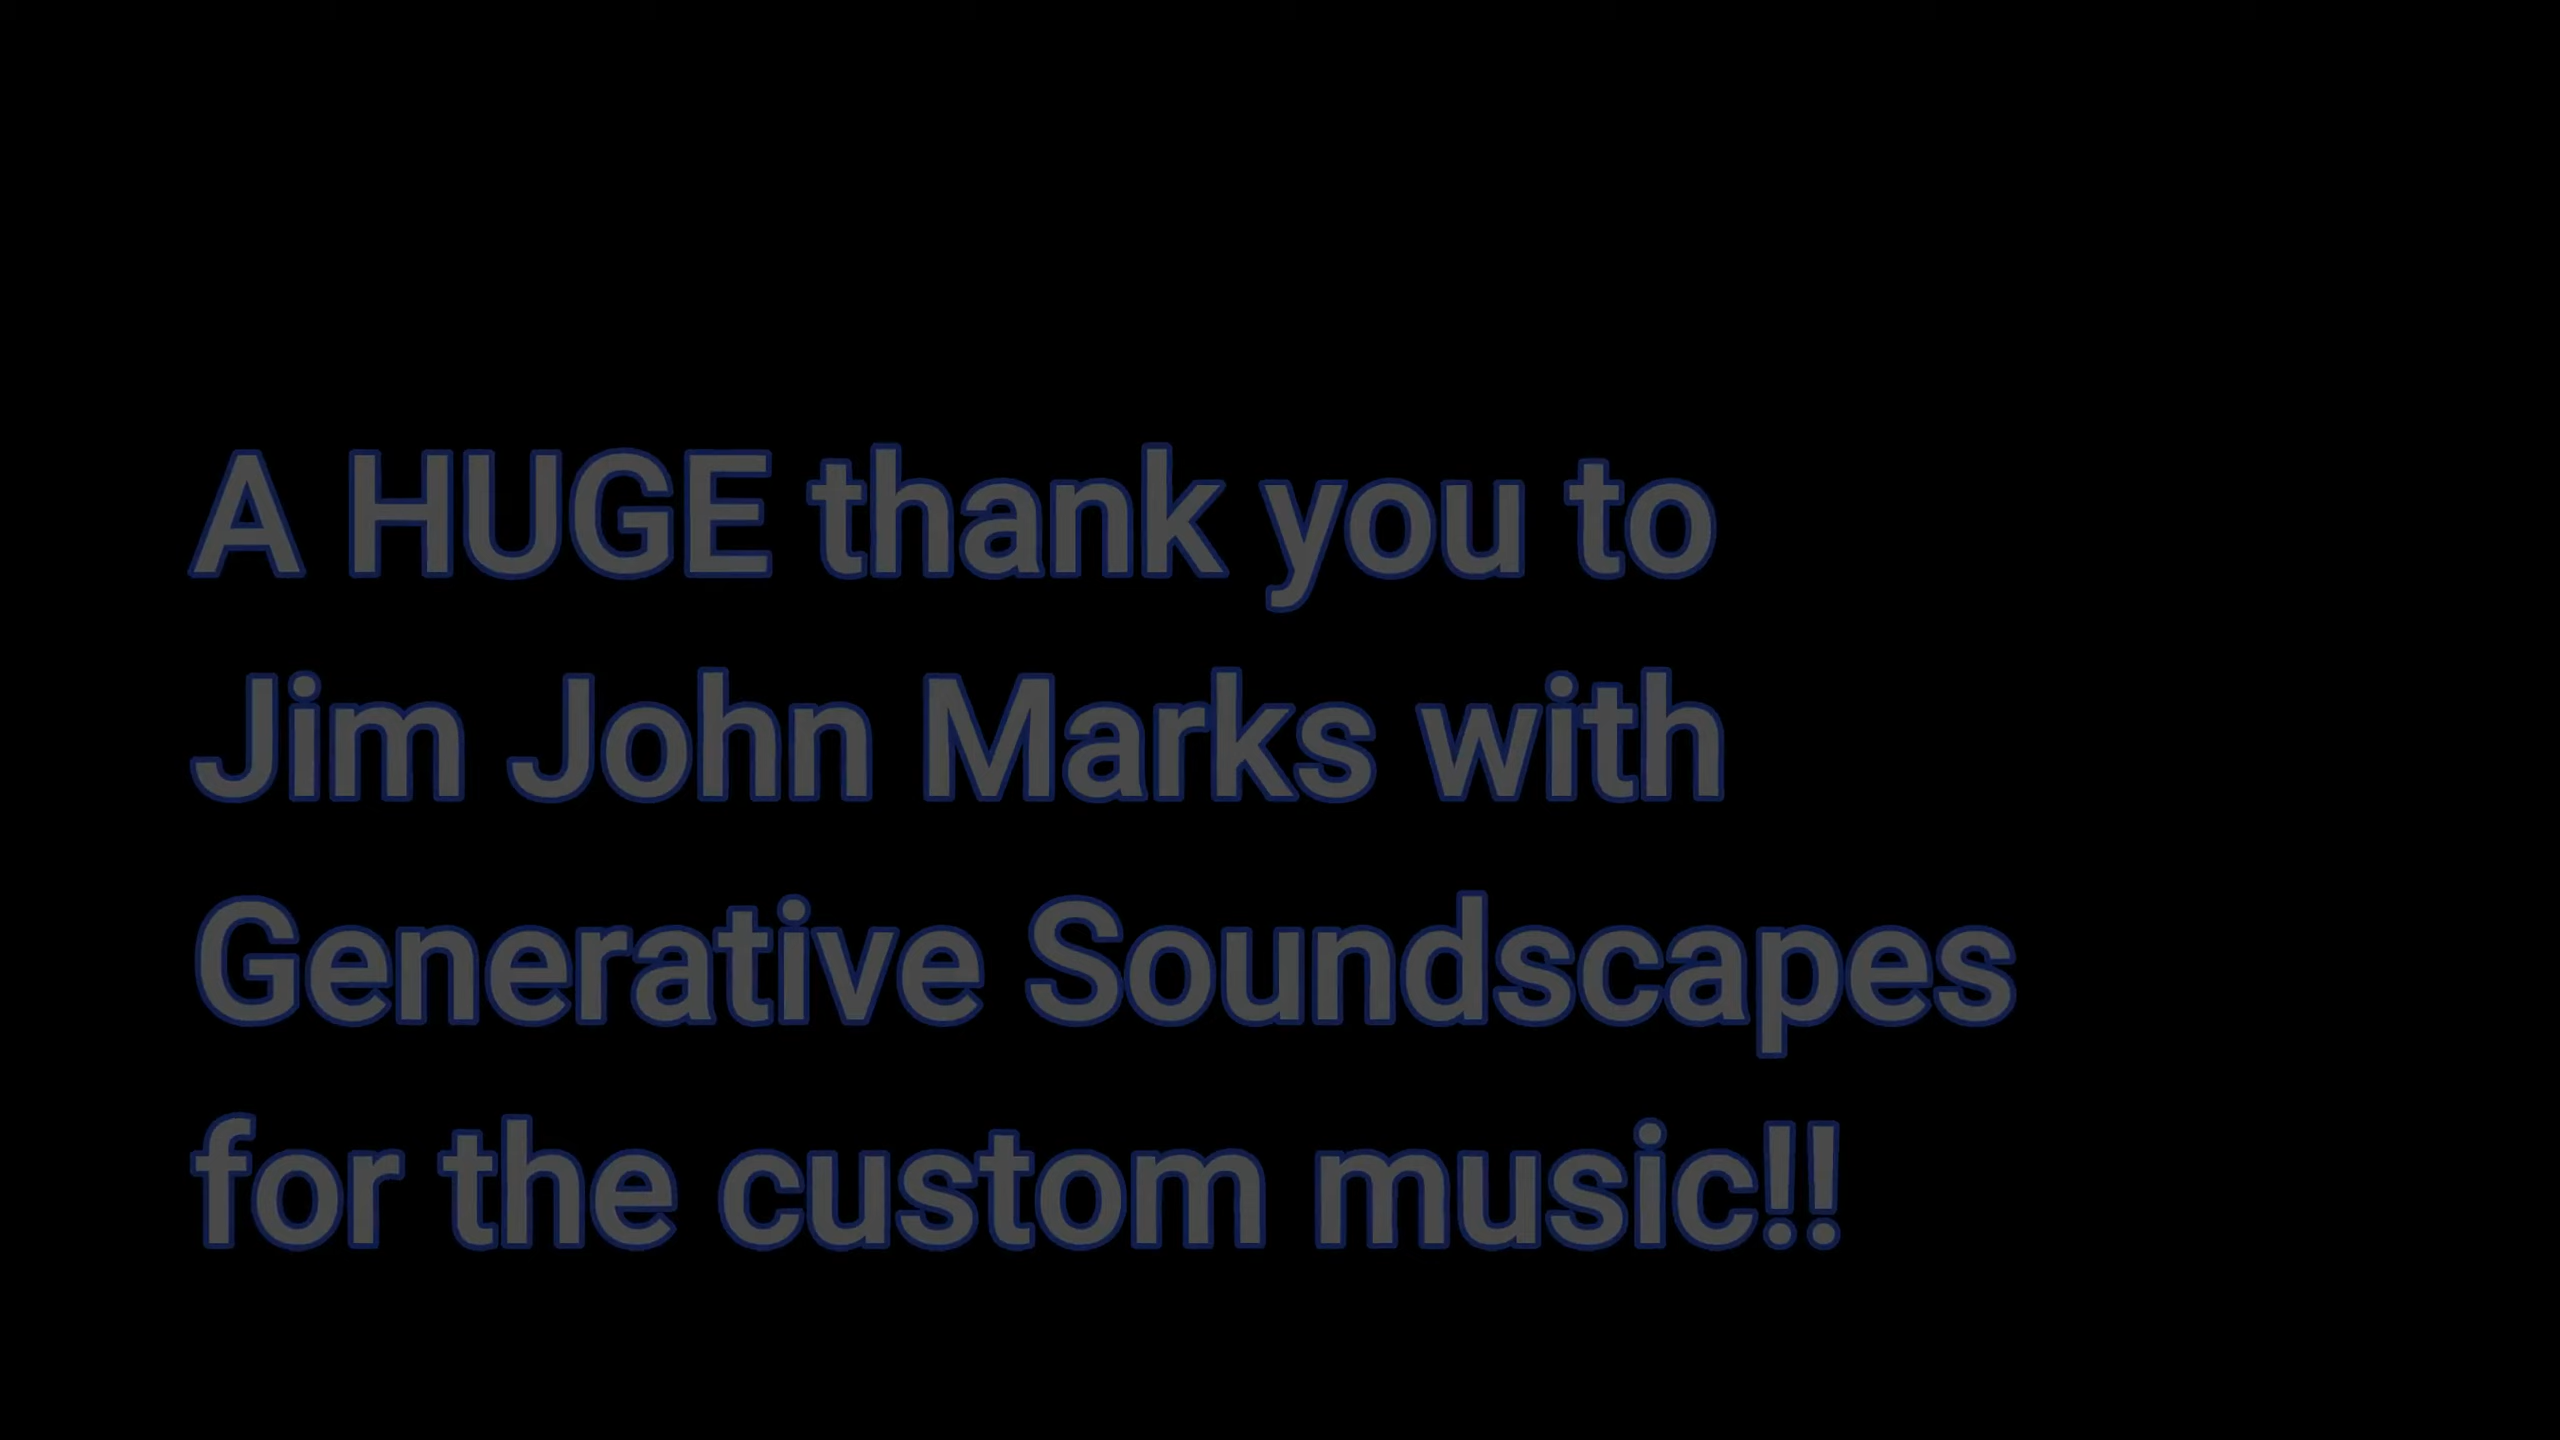 A HUGE thank you to
Jim John Marks with
Generative Soundscapes
for the custom music!!